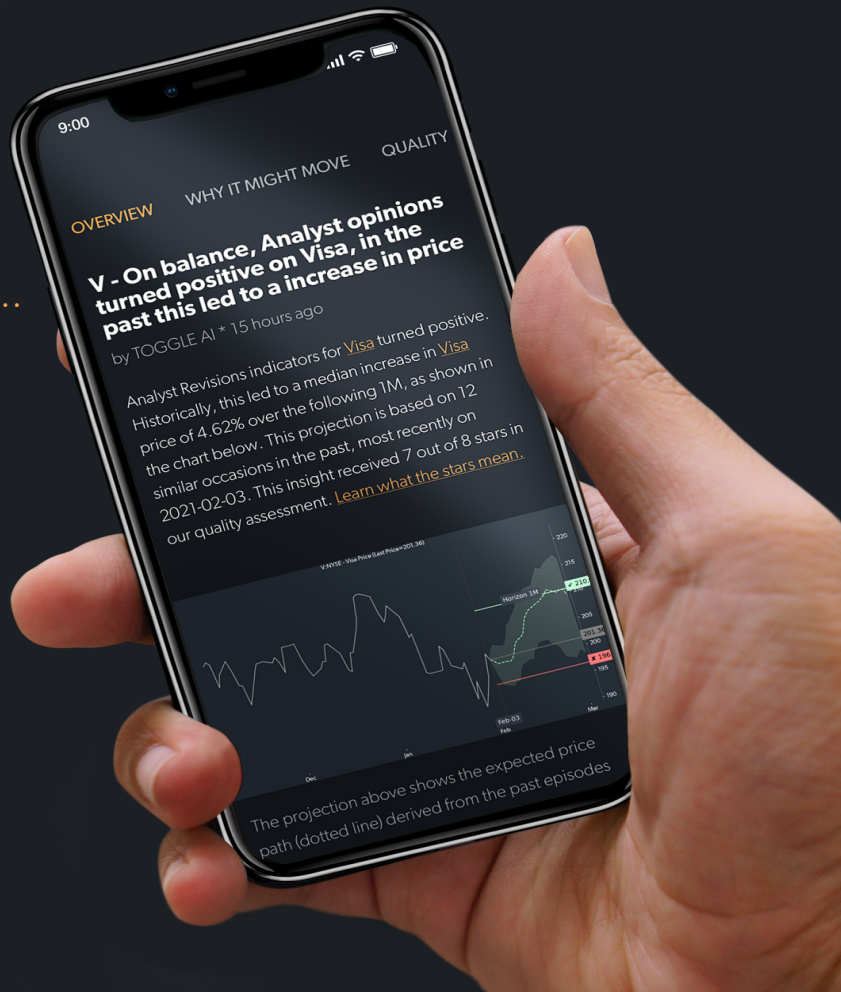 9:00
OVERVIEW WHY IT MIGHT MOVE QUALITY
V - On balance, Analyst opinions
turned positive on Visa, in the
past this led to a increase in price
by TOGGLE AI * 15 hours ago
Analyst Revisions indicators for Visa turned positive.
Historically, this led to a median increase in Visa
price of 4.62% over the following 1M, as shown in
the chart below. This projection is based on 12
similar occasions in the past, most recently on
2021-02-03. This insight received 7 out of 8 stars in
our quality assessment. Learn what the stars mean.
V:NYSE - Visa Price (Last Price=201.36)
220
215
Horizon 1M
✔ 210
205
201.36
200
✘ 196
195
190
Feb-03
Dec Jan Feb Mar
The projection above shows the expected price
path (dotted line) derived from the past episodes